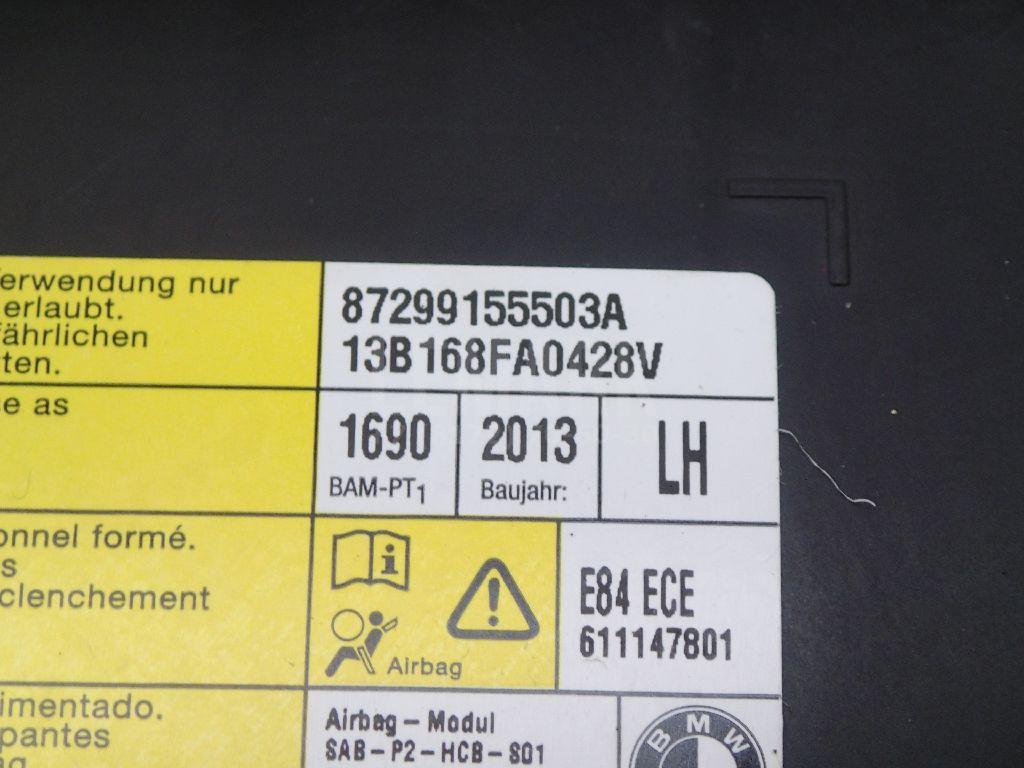 erwendung nur
erlaubt.
fährlichen
ten.
87299155503A
13B168FA0428V
e as
1690
BAM-PT1
2013
Baujahr:
LH
onnel formé.
s
clenchement
i
!
Airbag
E84 ECE
611147801
imentado.
pantes
Airbag - Modul
SAB - P2 - HCB - S01
BMW